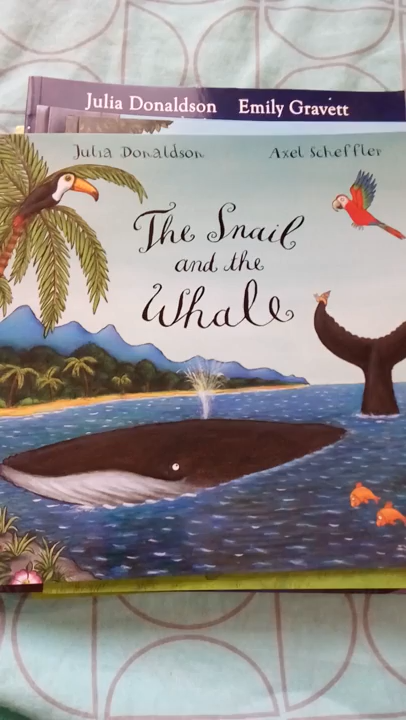 Julia Donaldson Emily Gravett
Julia Donaldson Axel Scheffler
The Snail
and the
Whale